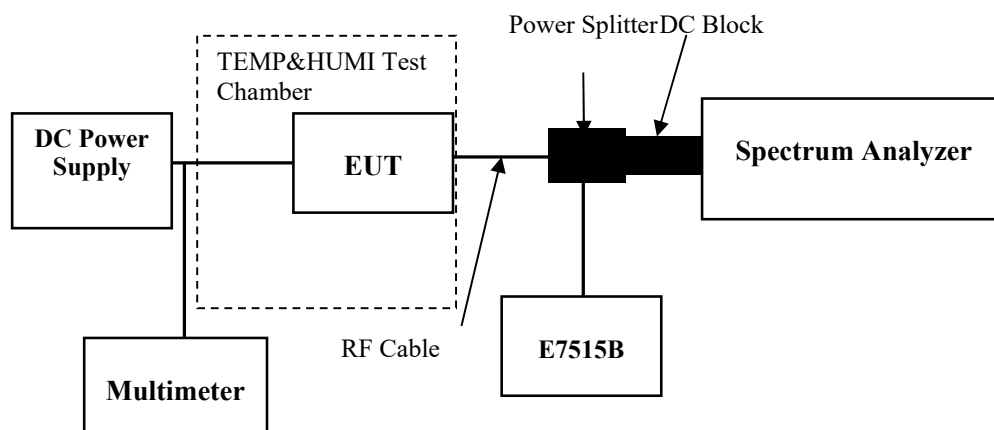 Power SplitterDC Block
TEMP&HUMI Test
Chamber
DC Power
Supply
EUT
Spectrum Analyzer
RF Cable
E7515B
Multimeter